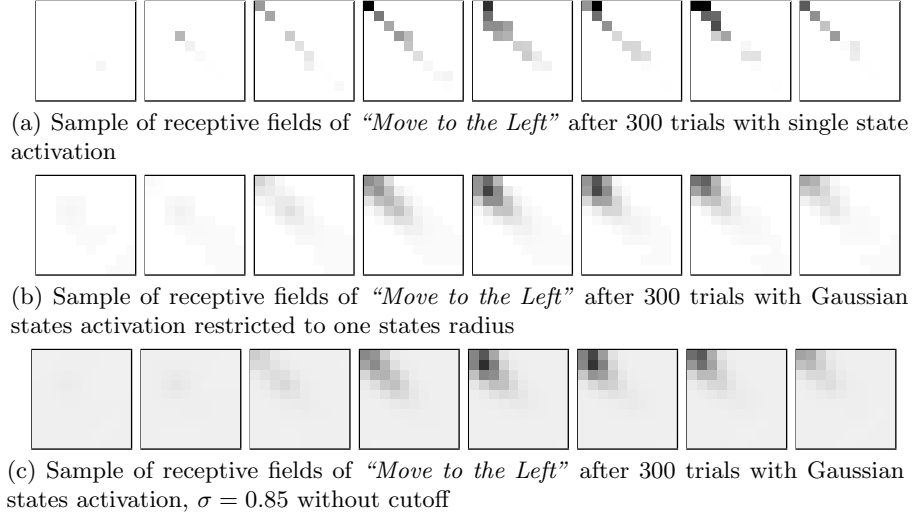 (a) Sample of receptive fields of “Move to the Left” after 300 trials with single state
activation
(b) Sample of receptive fields of “Move to the Left” after 300 trials with Gaussian
states activation restricted to one states radius
(c) Sample of receptive fields of “Move to the Left” after 300 trials with Gaussian
states activation, σ = 0.85 without cutoff